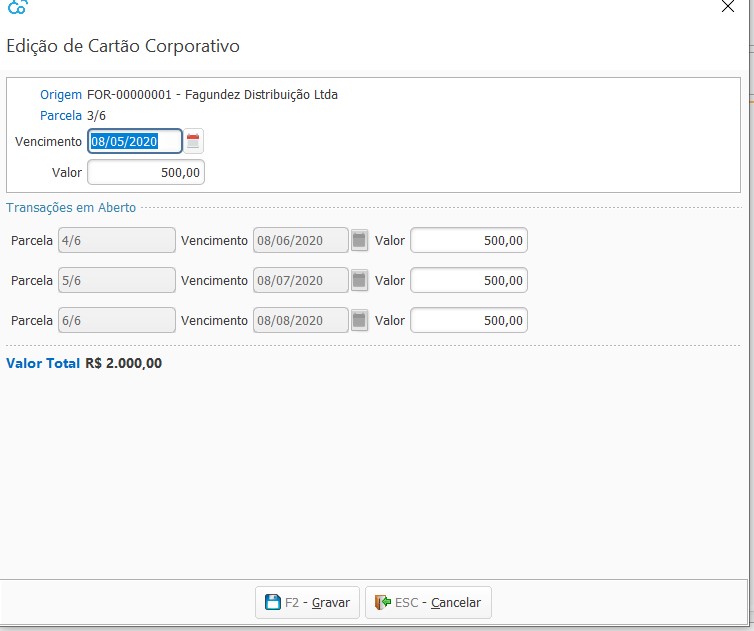 Edição de Cartão Corporativo
Origem FOR-00000001 - Fagundez Distribuição Ltda
Parcela 3/6
Vencimento 08/05/2020
Valor 500,00
Transações em Aberto
Parcela 4/6 Vencimento 08/06/2020 Valor 500,00
Parcela 5/6 Vencimento 08/07/2020 Valor 500,00
Parcela 6/6 Vencimento 08/08/2020 Valor 500,00
Valor Total R$ 2.000,00
F2 - Gravar ESC - Cancelar